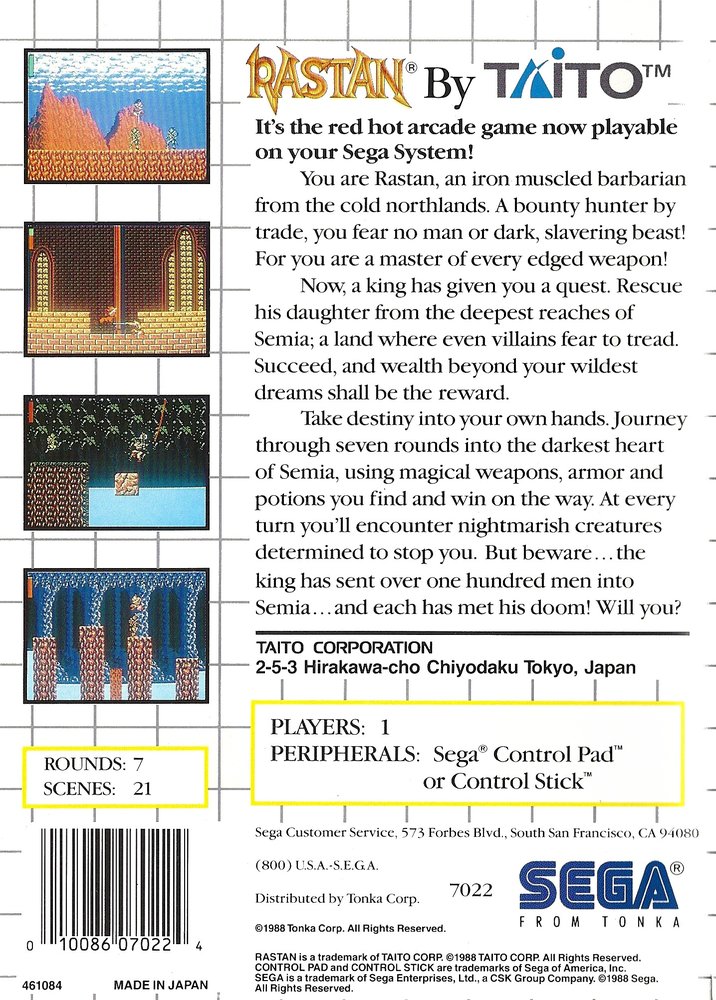 RASTAN® By TAITO™
It's the red hot arcade game now playable
on your Sega System!
You are Rastan, an iron muscled barbarian
from the cold northlands. A bounty hunter by
trade, you fear no man or dark, slavering beast!
For you are a master of every edged weapon!
Now, a king has given you a quest. Rescue
his daughter from the deepest reaches of
Semia; a land where even villains fear to tread.
Succeed, and wealth beyond your wildest
dreams shall be the reward.
Take destiny into your own hands. Journey
through seven rounds into the darkest heart
of Semia, using magical weapons, armor and
potions you find and win on the way. At every
turn you'll encounter nightmarish creatures
determined to stop you. But beware...the
king has sent over one hundred men into
Semia...and each has met his doom! Will you?
TAITO CORPORATION
2-5-3 Hirakawa-cho Chiyodaku Tokyo, Japan
PLAYERS: 1
PERIPHERALS: Sega® Control Pad™
or Control Stick™
ROUNDS: 7
SCENES: 21
Sega Customer Service, 573 Forbes Blvd., South San Francisco, CA 94080
(800) U.S.A.-S.E.G.A.
Distributed by Tonka Corp.
7022
SEGA®
FROM TONKA
©1988 Tonka Corp. All Rights Reserved.
RASTAN is a trademark of TAITO CORP. ©1988 TAITO CORP. All Rights Reserved.
CONTROL PAD and CONTROL STICK are trademarks of Sega of America, Inc.
SEGA is a trademark of Sega Enterprises, Ltd., a CSK Group Company. ©1988 Sega.
All Rights Reserved.
0 10086 07022 4
461084
MADE IN JAPAN